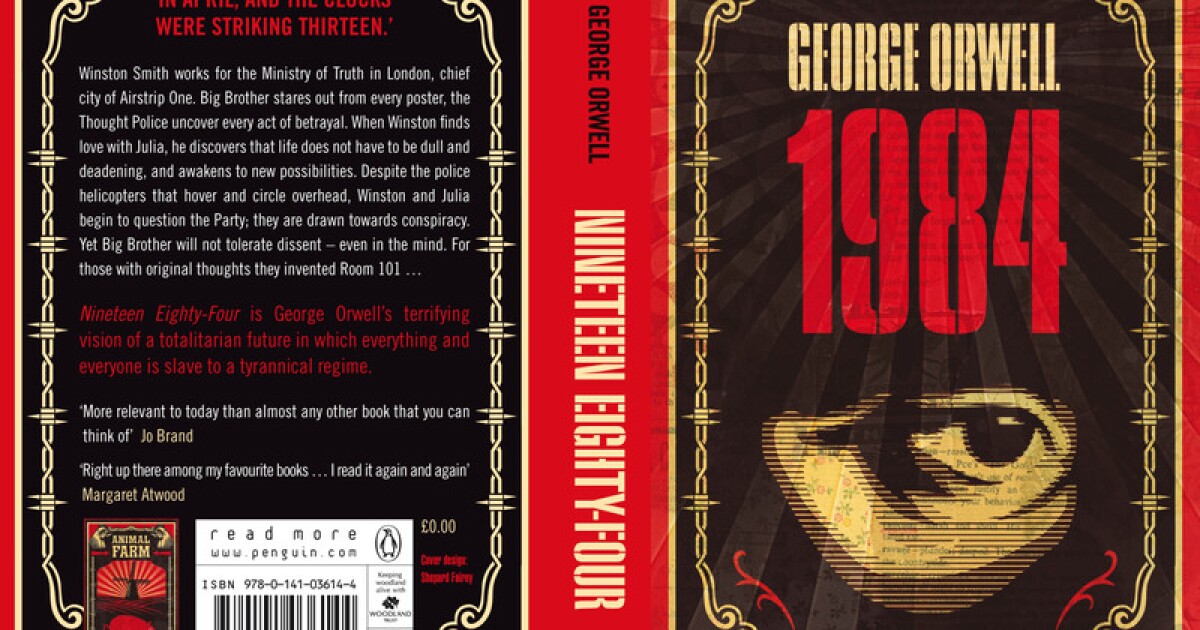 IN APRIL, AND THE CLOCKS
WERE STRIKING THIRTEEN.’
Winston Smith works for the Ministry of Truth in London, chief
city of Airstrip One. Big Brother stares out from every poster, the
Thought Police uncover every act of betrayal. When Winston finds
love with Julia, he discovers that life does not have to be dull and
deadening, and awakens to new possibilities. Despite the police
helicopters that hover and circle overhead, Winston and Julia
begin to question the Party; they are drawn towards conspiracy.
Yet Big Brother will not tolerate dissent – even in the mind. For
those with original thoughts they invented Room 101 …
Nineteen Eighty-Four is George Orwell’s terrifying
vision of a totalitarian future in which everything and
everyone is slave to a tyrannical regime.
‘More relevant to today than almost any other book that you can
think of’ Jo Brand
‘Right up there among my favourite books … I read it again and again’
Margaret Atwood
ANIMAL
FARM
read more
www.penguin.com
ISBN 978-0-141-03614-4
Keeping
woodland
alive with
WOODLAND
TRUST
£0.00
Cover design:
Shepard Fairey
GEORGE ORWELL
NINETEEN EIGHTY-FOUR
GEORGE ORWELL
1984